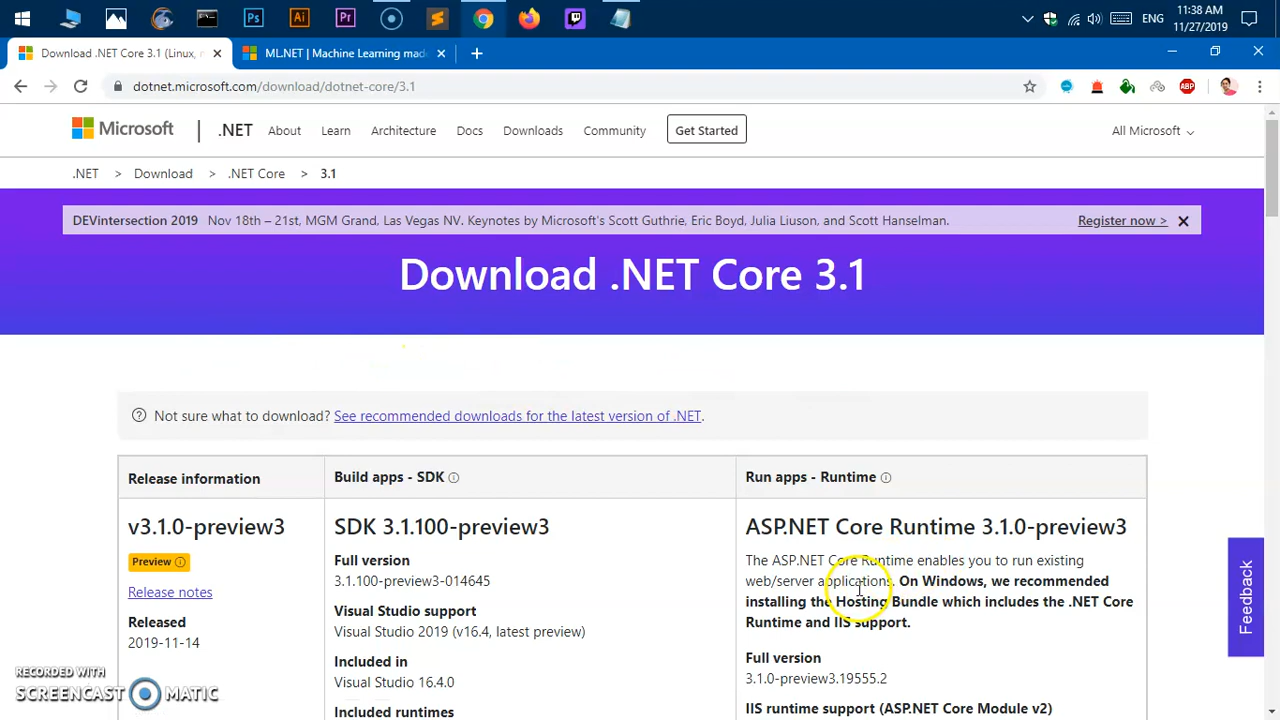 11:38 AM
ENG
11/27/2019
Ps
Ai
Pr
Download .NET Core 3.1 (Linux,
ML.NET | Machine Learning made
dotnet.microsoft.com/download/dotnet-core/3.1
ABP
Microsoft | .NET About Learn Architecture Docs Downloads Community Get Started All Microsoft
.NET > Download > .NET Core > 3.1
DEVintersection 2019 Nov 18th – 21st, MGM Grand, Las Vegas NV. Keynotes by Microsoft's Scott Guthrie, Eric Boyd, Julia Liuson, and Scott Hanselman. Register now >
Download .NET Core 3.1
Not sure what to download? See recommended downloads for the latest version of .NET.
Release information
Build apps - SDK
Run apps - Runtime
v3.1.0-preview3
Preview
Release notes
Released
2019-11-14
SDK 3.1.100-preview3
Full version
3.1.100-preview3-014645
Visual Studio support
Visual Studio 2019 (v16.4, latest preview)
Included in
Visual Studio 16.4.0
Included runtimes
ASP.NET Core Runtime 3.1.0-preview3
The ASP.NET Core Runtime enables you to run existing
web/server applications. On Windows, we recommended
installing the Hosting Bundle which includes the .NET Core
Runtime and IIS support.
Full version
3.1.0-preview3.19555.2
IIS runtime support (ASP.NET Core Module v2)
Feedback
RECORDED WITH
SCREENCAST MATIC